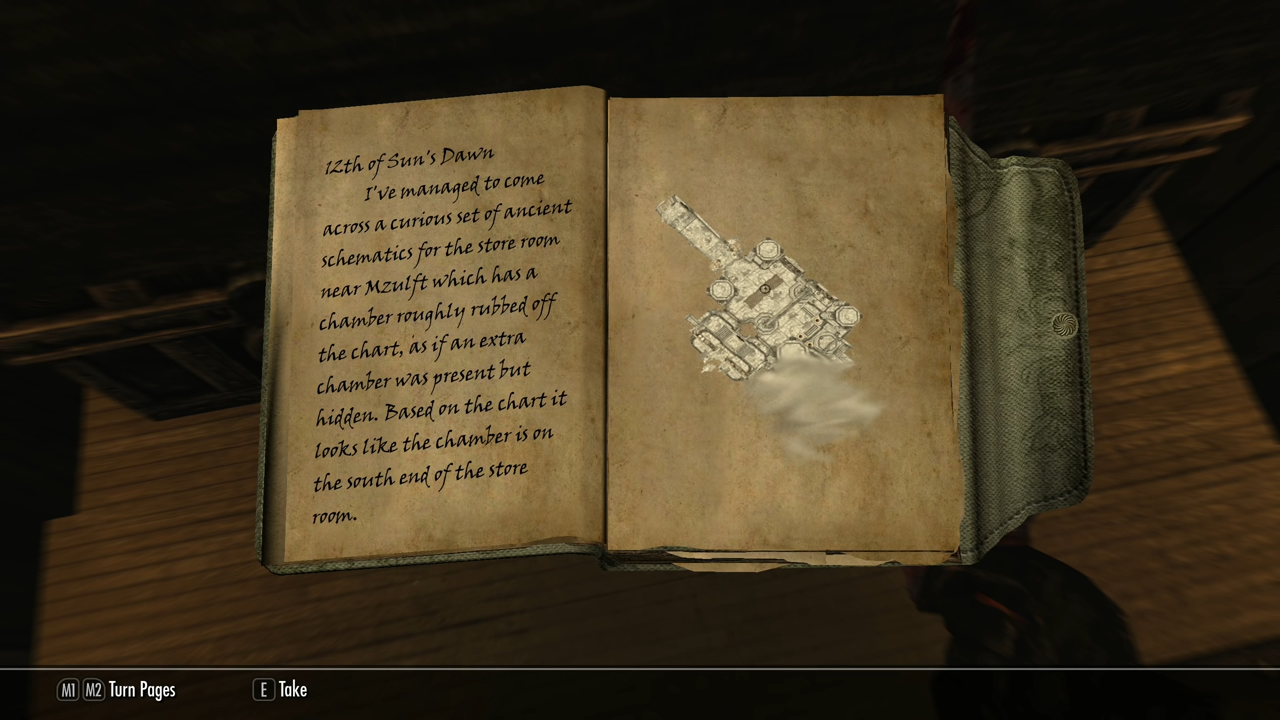 12th of Sun's Dawn
I've managed to come
across a curious set of ancient
schematics for the store room
near Mzulft which has a
chamber roughly rubbed off
the chart, as if an extra
chamber was present but
hidden. Based on the chart it
looks like the chamber is on
the south end of the store
room.
M1 M2 Turn Pages
E Take